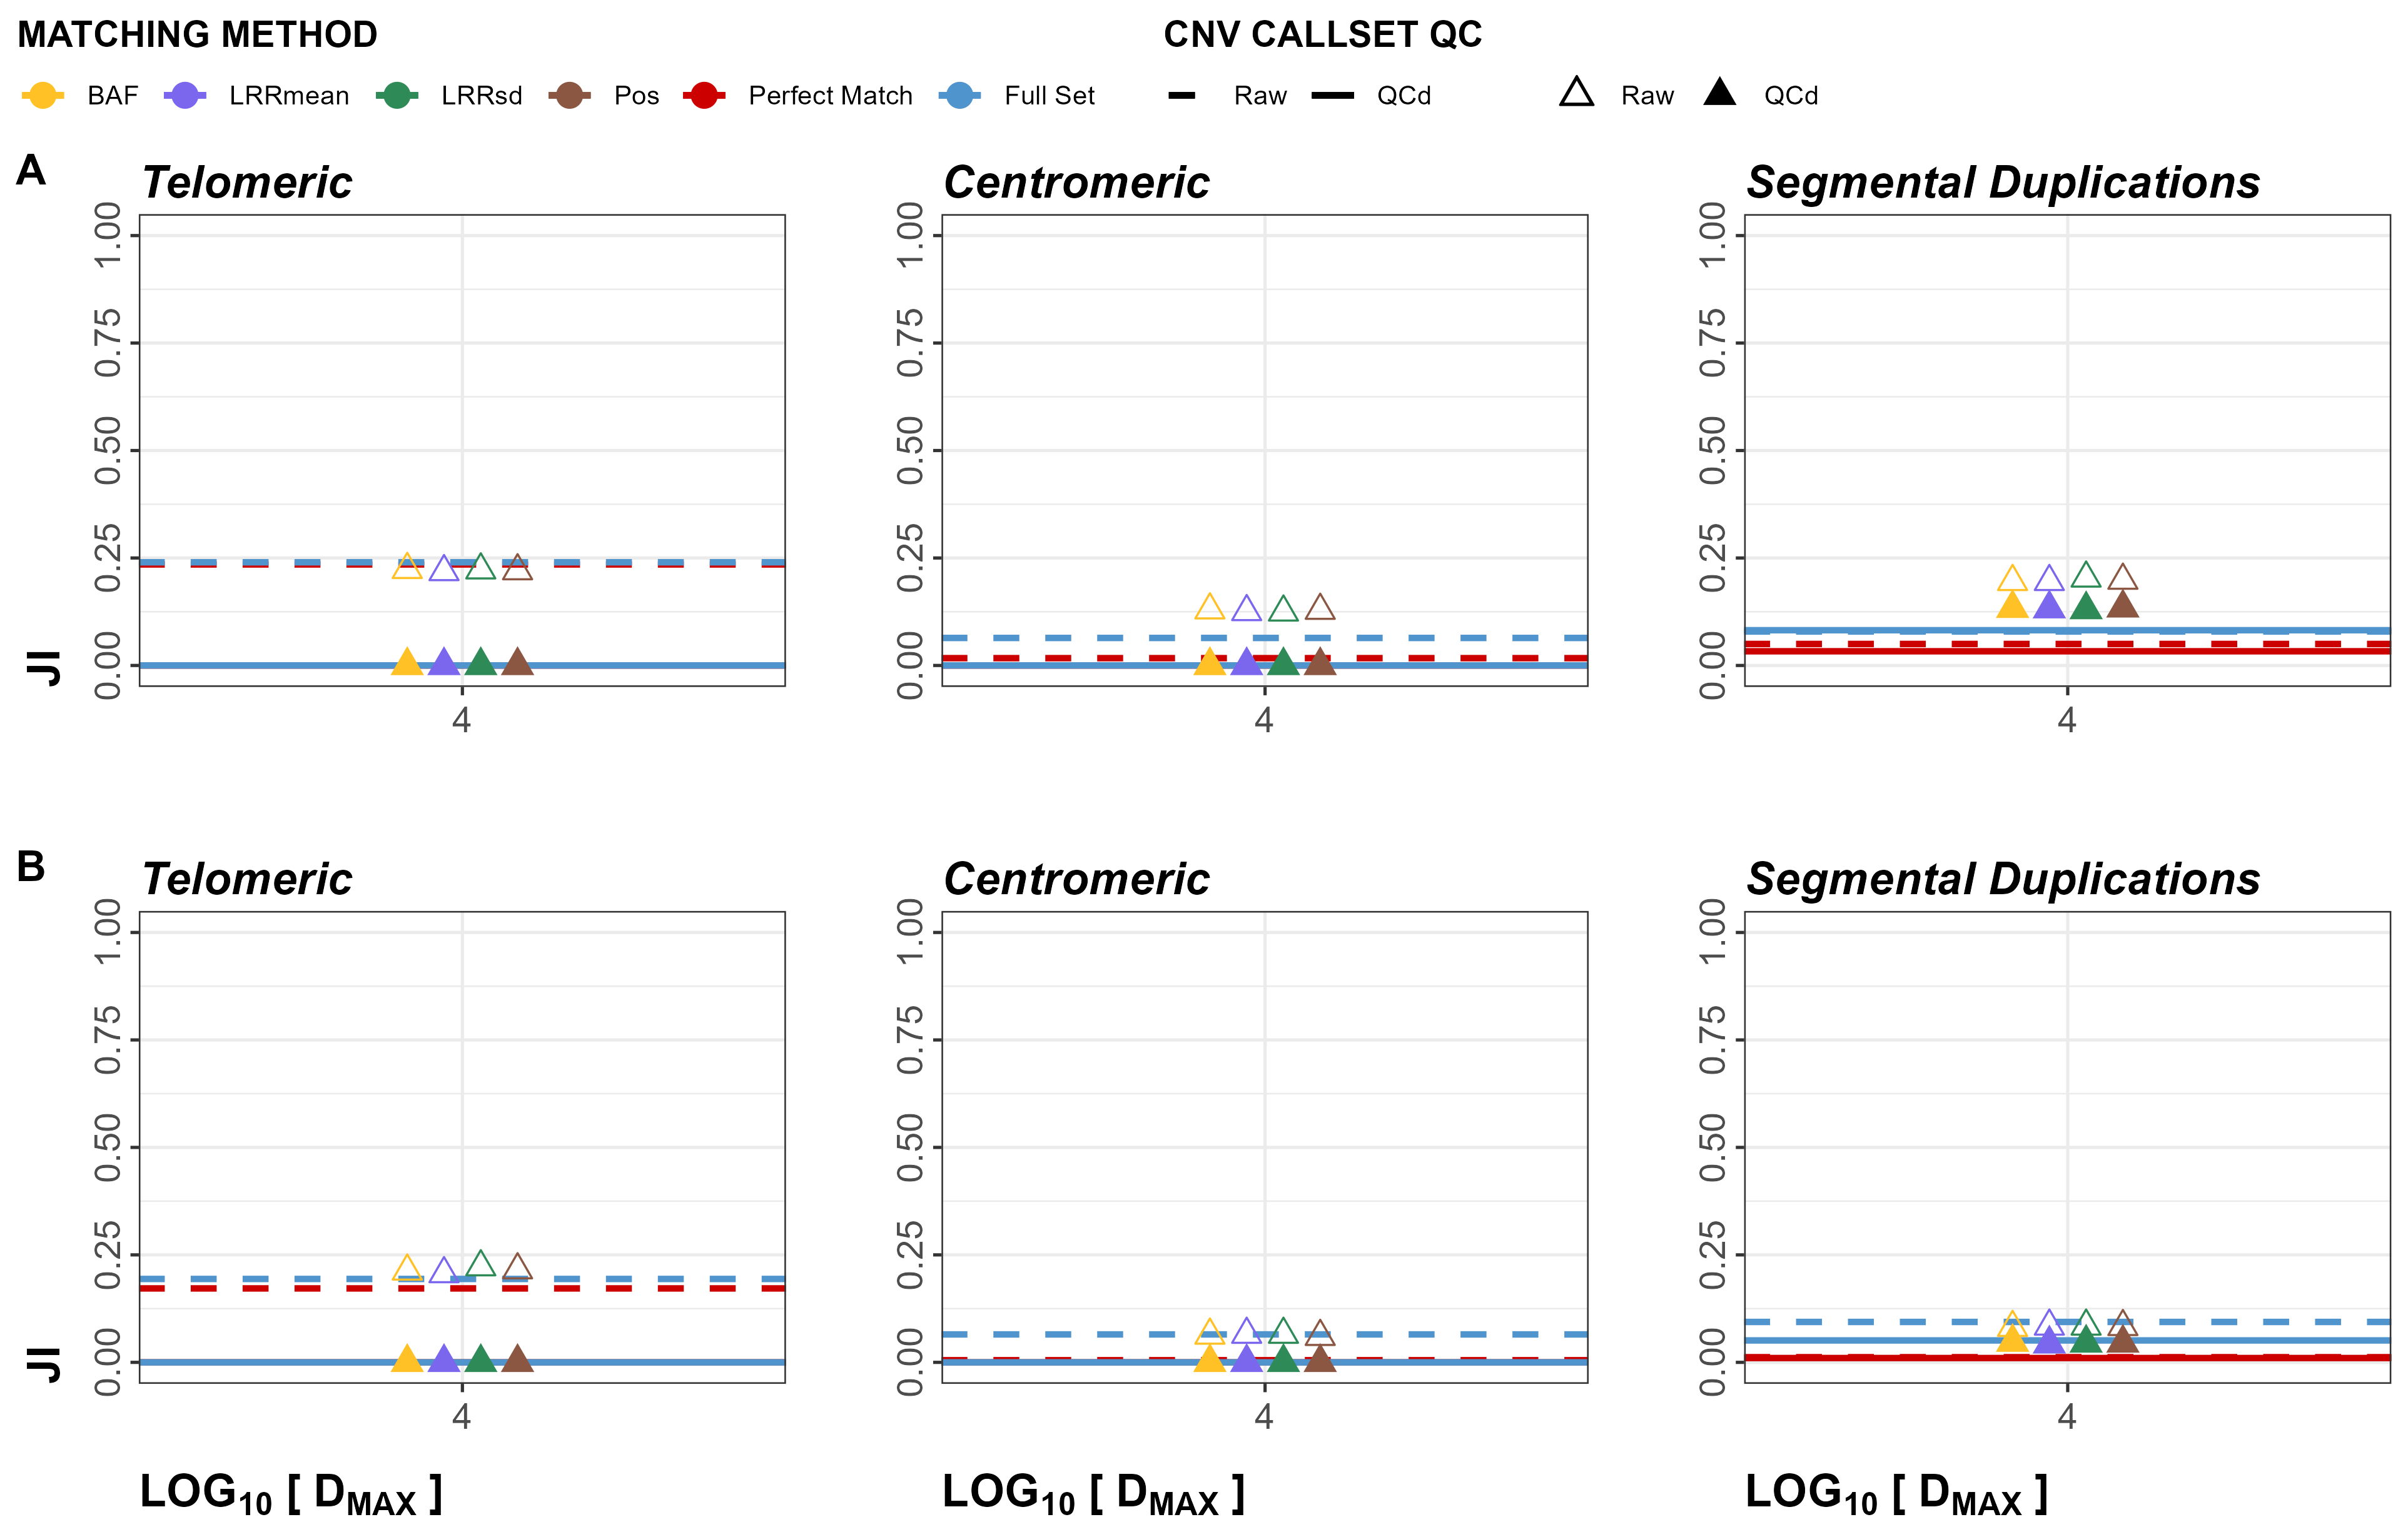 MATCHING METHOD CNV CALLSET QC
BAF LRRmean LRRsd Pos Perfect Match Full Set Raw QCd Raw QCd
A
Telomeric Centromeric Segmental Duplications
1.00 1.00 1.00
0.75 0.75 0.75
0.50 0.50 0.50
0.25 0.25 0.25
0.00 0.00 0.00
JI
4 4 4
B
Telomeric Centromeric Segmental Duplications
1.00 1.00 1.00
0.75 0.75 0.75
0.50 0.50 0.50
0.25 0.25 0.25
0.00 0.00 0.00
JI
4 4 4
LOG10 [ DMAX ] LOG10 [ DMAX ] LOG10 [ DMAX ]